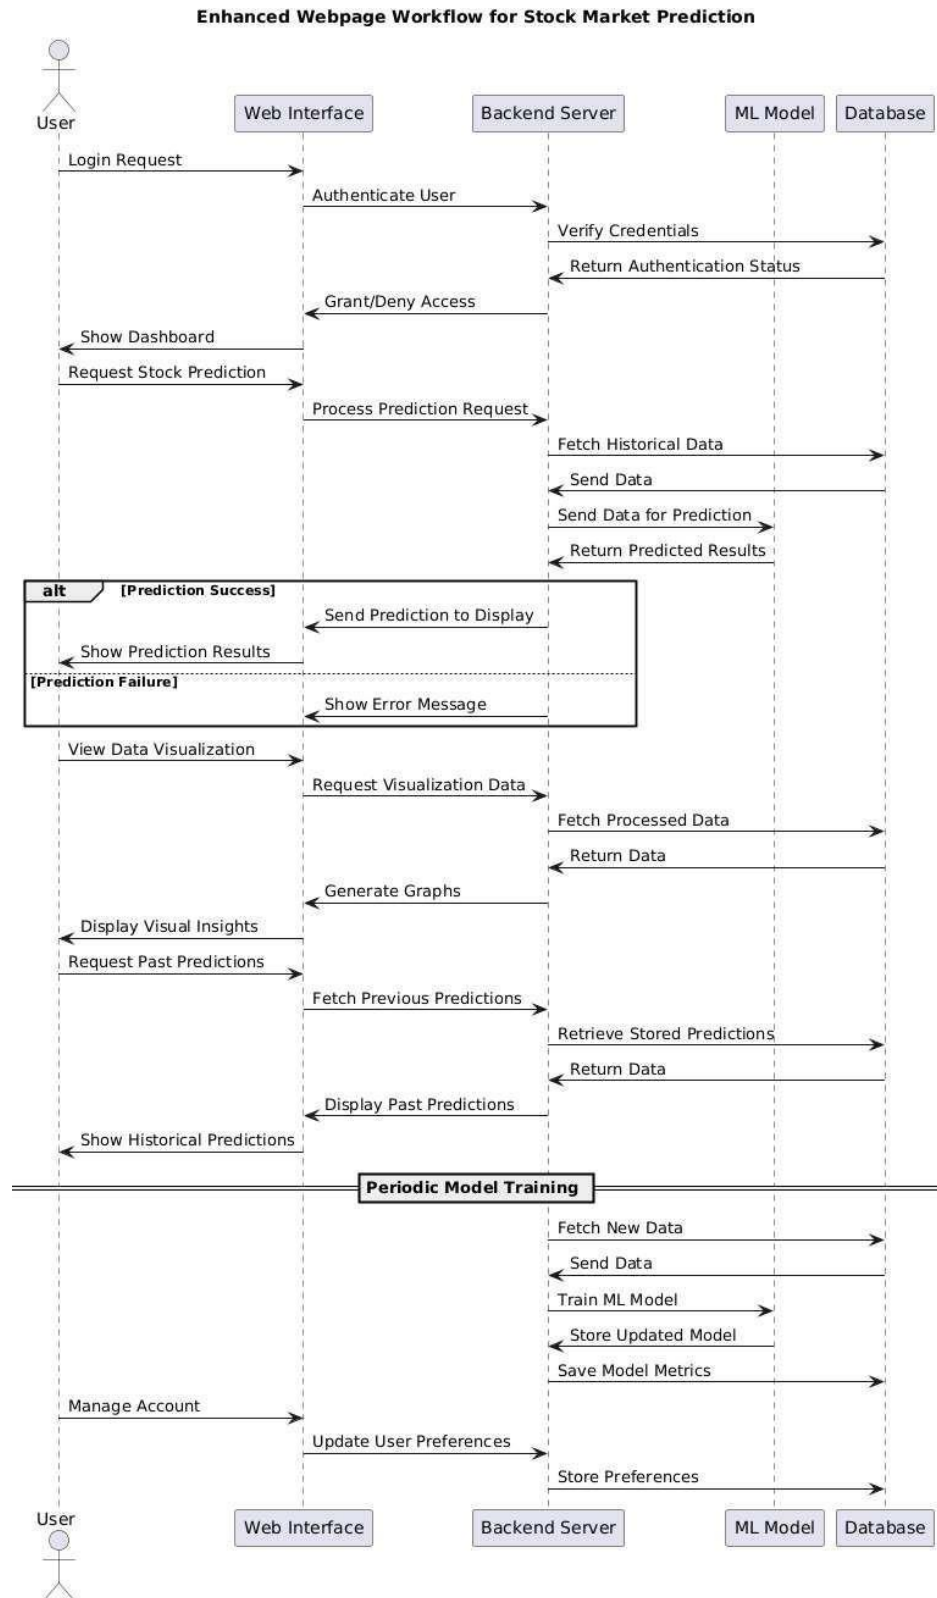 Enhanced Webpage Workflow for Stock Market Prediction
User
Web Interface
Backend Server
ML Model
Database
Login Request
Authenticate User
Verify Credentials
Return Authentication Status
Grant/Deny Access
Show Dashboard
Request Stock Prediction
Process Prediction Request
Fetch Historical Data
Send Data
Send Data for Prediction
Return Predicted Results
alt
[Prediction Success]
Send Prediction to Display
Show Prediction Results
[Prediction Failure]
Show Error Message
View Data Visualization
Request Visualization Data
Fetch Processed Data
Return Data
Generate Graphs
Display Visual Insights
Request Past Predictions
Fetch Previous Predictions
Retrieve Stored Predictions
Return Data
Display Past Predictions
Show Historical Predictions
Periodic Model Training
Fetch New Data
Send Data
Train ML Model
Store Updated Model
Save Model Metrics
Manage Account
Update User Preferences
Store Preferences
User
Web Interface
Backend Server
ML Model
Database